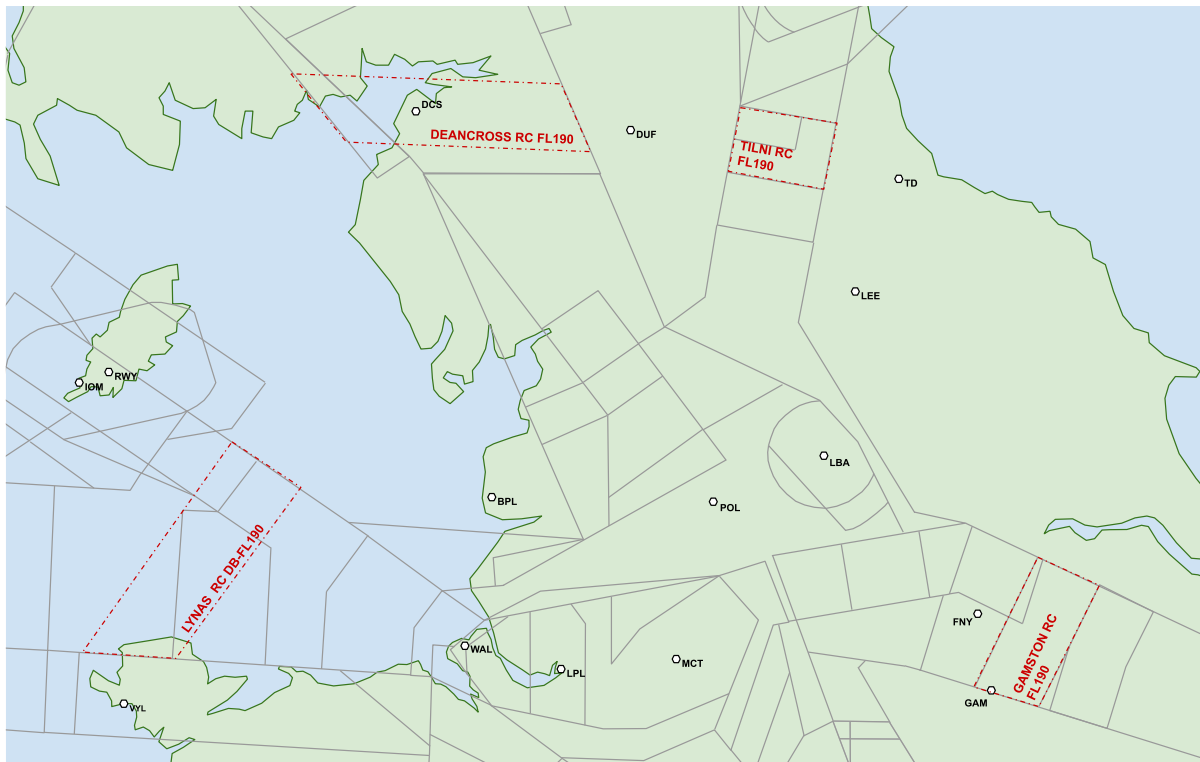 DCS
DEANCROSS RC FL190
DUF
TILNI RC
FL190
TD
LEE
RWY
IOM
LBA
BPL
POL
LYNAS RC DB-FL190
FNY
GAMSTON RC
FL190
WAL
MCT
LPL
GAM
VYL